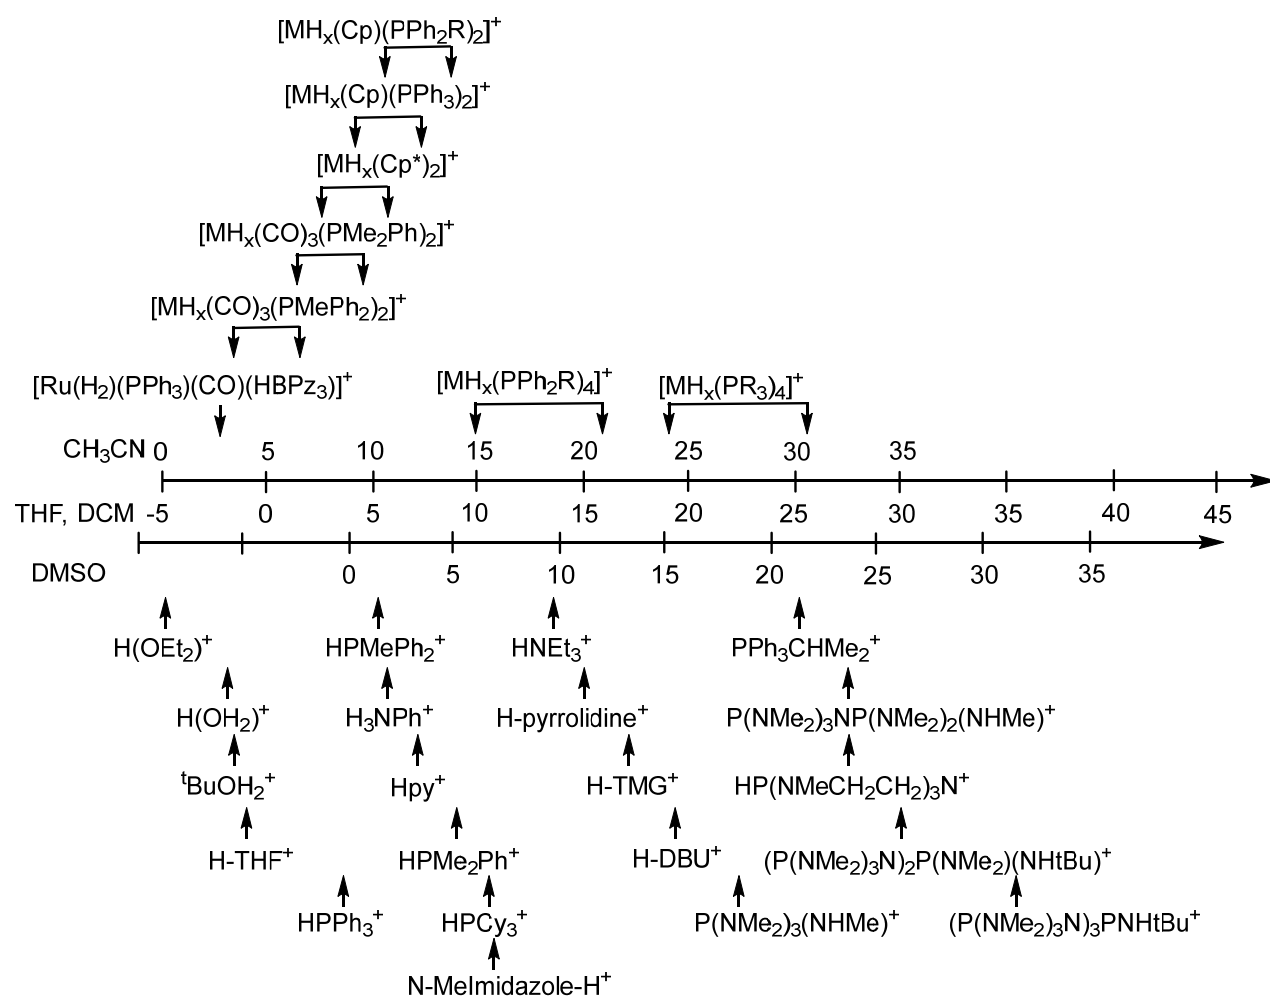 [MHx(Cp)(PPh2R)2]+
[MHx(Cp)(PPh3)2]+
[MHx(Cp*)2]+
[MHx(CO)3(PMe2Ph)2]+
[MHx(CO)3(PMePh2)2]+
[Ru(H2)(PPh3)(CO)(HBPz3)]+ [MHx(PPh2R)4]+ [MHx(PR3)4]+
CH3CN 0 5 10 15 20 25 30 35
THF, DCM -5 0 5 10 15 20 25 30 35 40 45
DMSO 0 5 10 15 20 25 30 35
H(OEt2)+ HPMePh2+ HNEt3+ PPh3CHMe2+
H(OH2)+ H3NPh+ H-pyrrolidine+ P(NMe2)3NP(NMe2)2(NHMe)+
tBuOH2+ Hpy+ H-TMG+ HP(NMeCH2CH2)3N+
H-THF+ HPMe2Ph+ H-DBU+ (P(NMe2)3N)2P(NMe2)(NHtBu)+
HPPh3+ HPCy3+ P(NMe2)3(NHMe)+ (P(NMe2)3N)3PNHtBu+
N-MeImidazole-H+